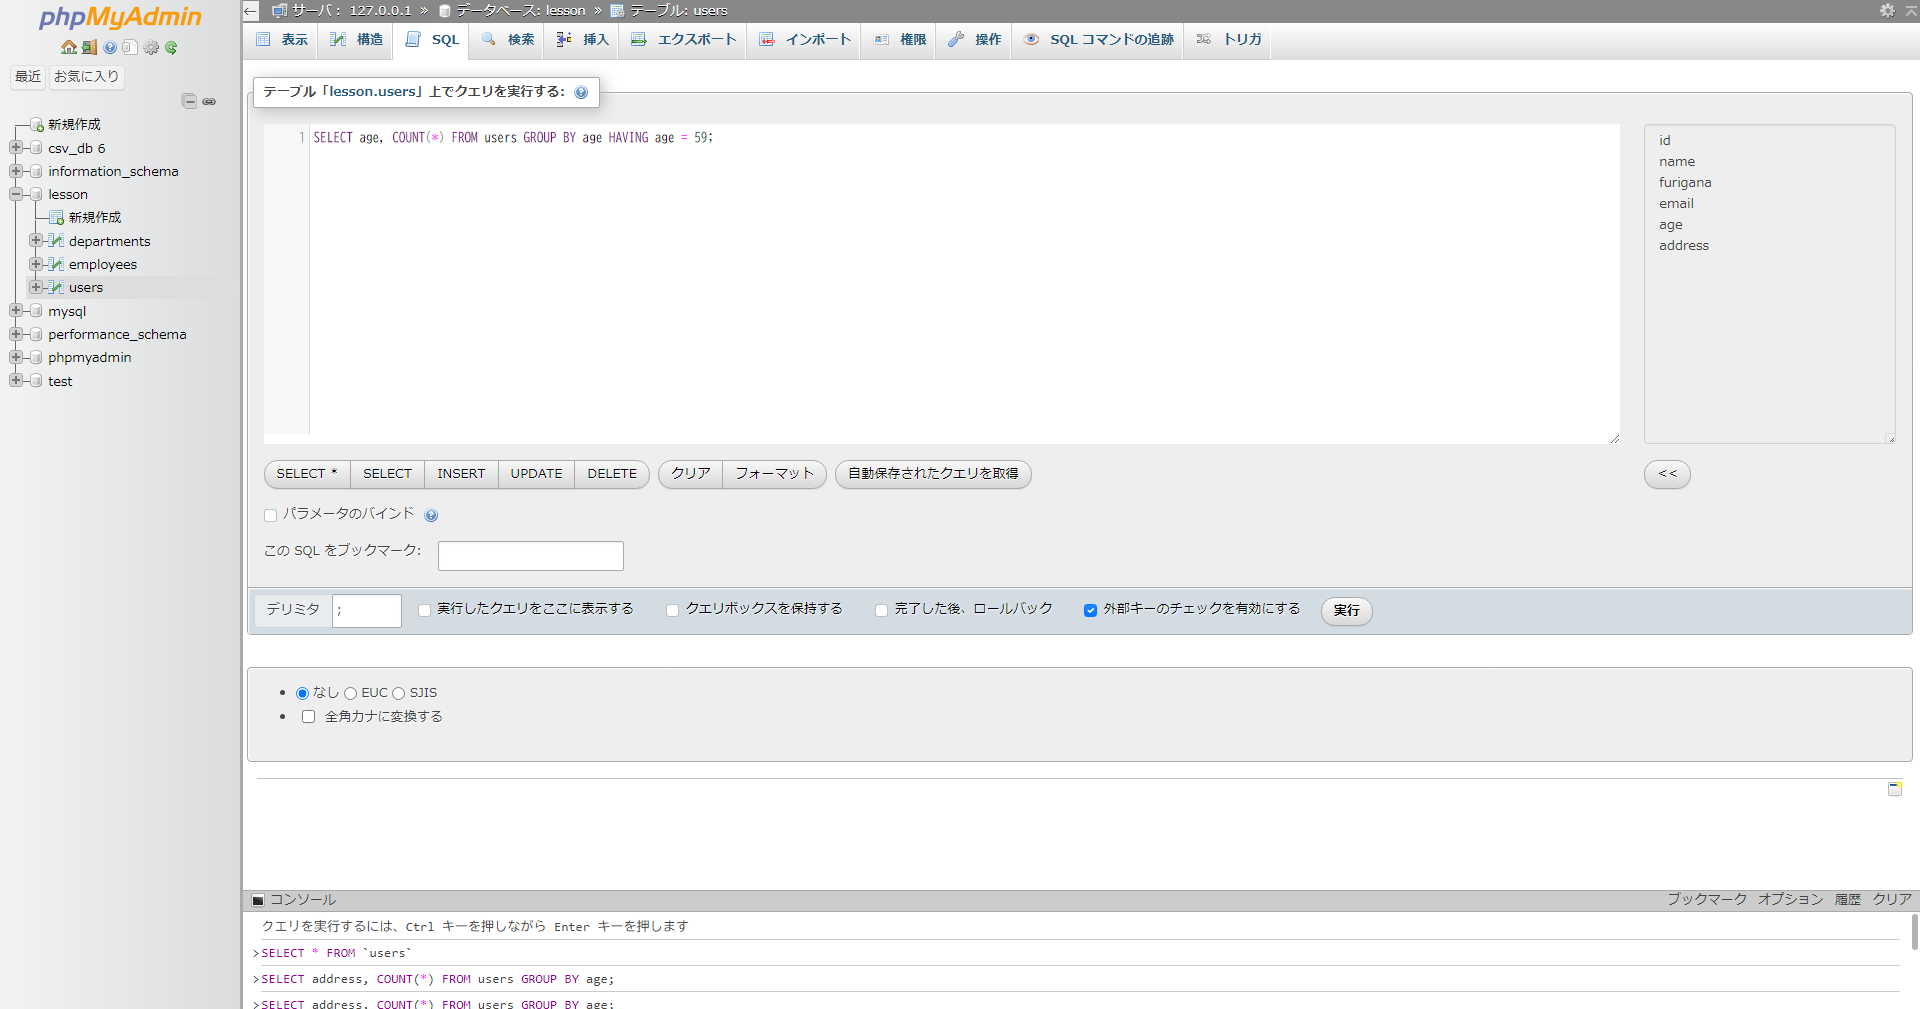 phpMyAdmin
最近 お気に入り
新規作成
csv_db 6
information_schema
lesson
新規作成
departments
employees
users
mysql
performance_schema
phpmyadmin
test
サーバ: 127.0.0.1 » データベース: lesson » テーブル: users
表示 構造 SQL 検索 挿入 エクスポート インポート 権限 操作 SQL コマンドの追跡 トリガ
テーブル「lesson.users」上でクエリを実行する:
1 SELECT age, COUNT(*) FROM users GROUP BY age HAVING age = 59;
id
name
furigana
email
age
address
SELECT * SELECT INSERT UPDATE DELETE クリア フォーマット 自動保存されたクエリを取得 <<
パラメータのバインド
この SQL をブックマーク:
デリミタ ; 実行したクエリをここに表示する クエリボックスを保持する 完了した後、ロールバック 外部キーのチェックを有効にする 実行
なし EUC SJIS
全角カナに変換する
コンソール ブックマーク オプション 履歴 クリア
クエリを実行するには、Ctrl キーを押しながら Enter キーを押します
>SELECT * FROM `users`
>SELECT address, COUNT(*) FROM users GROUP BY age;
>SELECT address, COUNT(*) FROM users GROUP BY age;